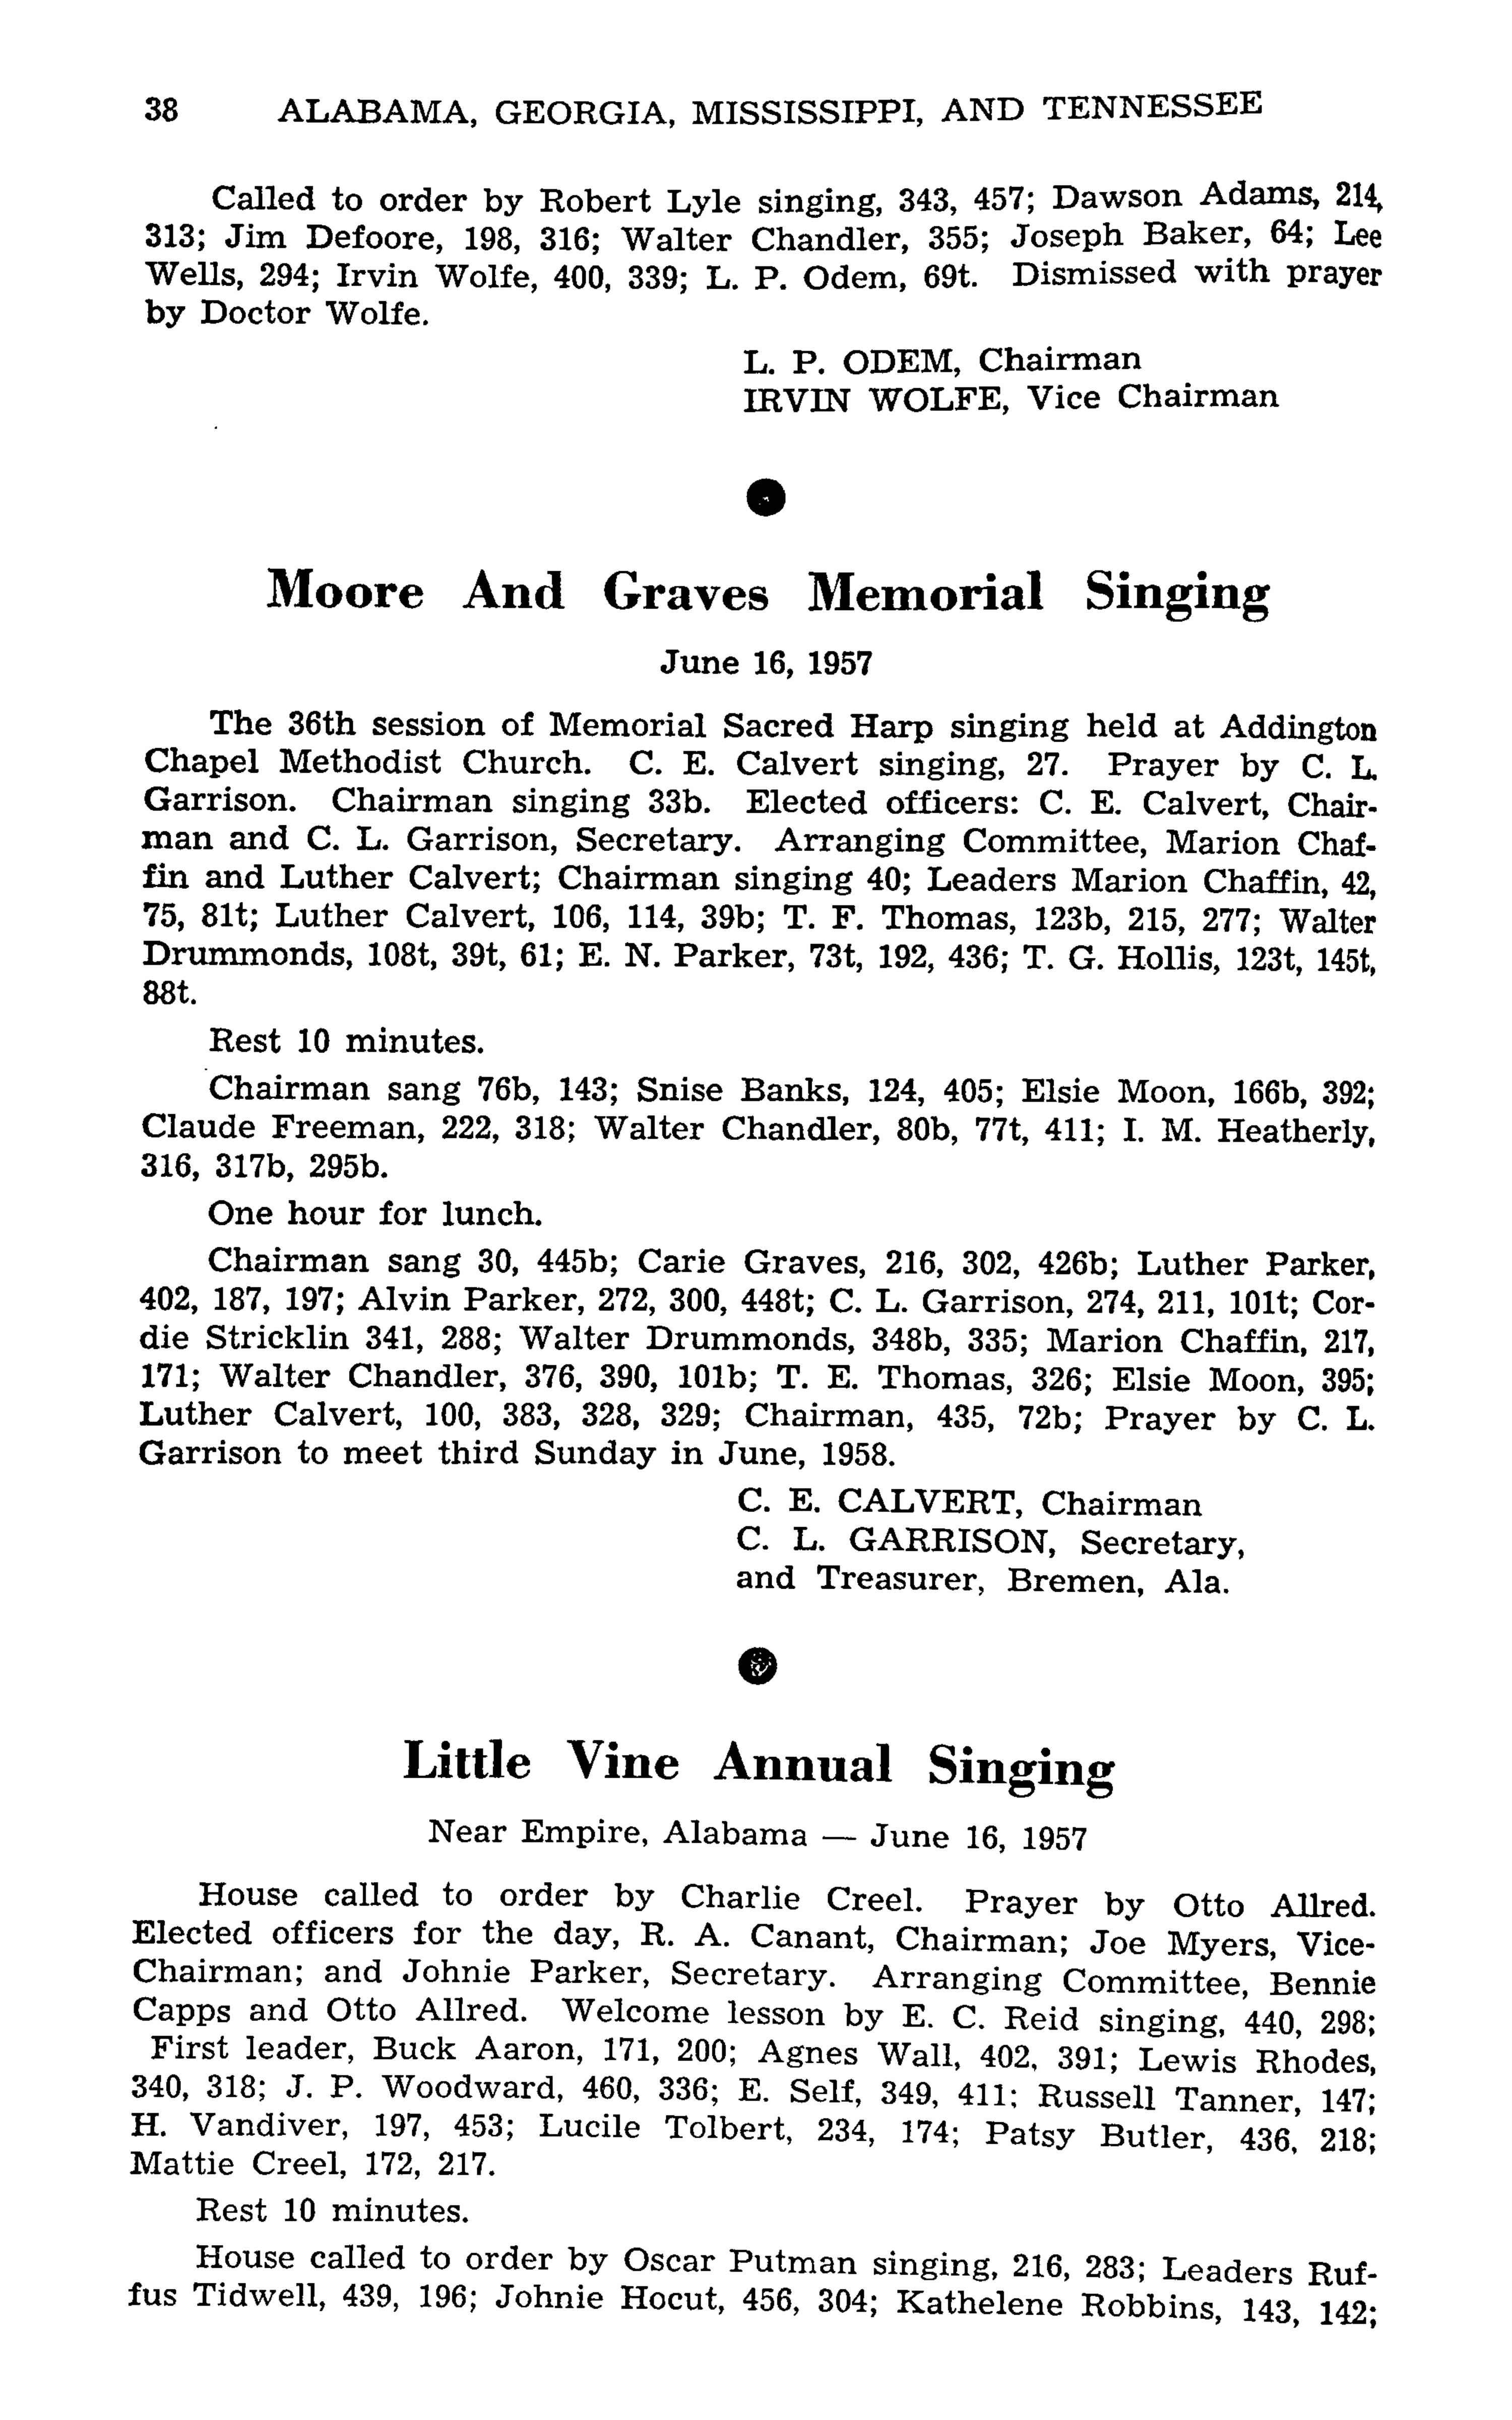 38 ALABAMA, GEORGIA, MISSISSIPPI, AND TENNESSEE
Called to order by Robert Lyle singing, 343, 457; Dawson Adams, 214,
313; Jim Defoore, 198, 316; Walter Chandler, 355; Joseph Baker, 64; Lee
Wells, 294; Irvin Wolfe, 400, 339; L. P. Odem, 69t. Dismissed with prayer
by Doctor Wolfe.
L. P. ODEM, Chairman
IRVIN WOLFE, Vice Chairman
Moore And Graves Memorial Singing
June 16, 1957
The 36th session of Memorial Sacred Harp singing held at Addington
Chapel Methodist Church. C. E. Calvert singing, 27. Prayer by C. L.
Garrison. Chairman singing 33b. Elected officers: C. E. Calvert, Chair-
man and C. L. Garrison, Secretary. Arranging Committee, Marion Chaf-
fin and Luther Calvert; Chairman singing 40; Leaders Marion Chaffin, 42,
75, 81t; Luther Calvert, 106, 114, 39b; T. F. Thomas, 123b, 215, 277; Walter
Drummonds, 108t, 39t, 61; E. N. Parker, 73t, 192, 436; T. G. Hollis, 123t, 145t,
88t.
Rest 10 minutes.
Chairman sang 76b, 143; Snise Banks, 124, 405; Elsie Moon, 166b, 392;
Claude Freeman, 222, 318; Walter Chandler, 80b, 77t, 411; I. M. Heatherly,
316, 317b, 295b.
One hour for lunch.
Chairman sang 30, 445b; Carie Graves, 216, 302, 426b; Luther Parker,
402, 187, 197; Alvin Parker, 272, 300, 448t; C. L. Garrison, 274, 211, 101t; Cor-
die Stricklin 341, 288; Walter Drummonds, 348b, 335; Marion Chaffin, 217,
171; Walter Chandler, 376, 390, 101b; T. E. Thomas, 326; Elsie Moon, 395;
Luther Calvert, 100, 383, 328, 329; Chairman, 435, 72b; Prayer by C. L.
Garrison to meet third Sunday in June, 1958.
C. E. CALVERT, Chairman
C. L. GARRISON, Secretary,
and Treasurer, Bremen, Ala.
Little Vine Annual Singing
Near Empire, Alabama — June 16, 1957
House called to order by Charlie Creel. Prayer by Otto Allred.
Elected officers for the day, R. A. Canant, Chairman; Joe Myers, Vice-
Chairman; and Johnie Parker, Secretary. Arranging Committee, Bennie
Capps and Otto Allred. Welcome lesson by E. C. Reid singing, 440, 298;
First leader, Buck Aaron, 171, 200; Agnes Wall, 402, 391; Lewis Rhodes,
340, 318; J. P. Woodward, 460, 336; E. Self, 349, 411; Russell Tanner, 147;
H. Vandiver, 197, 453; Lucile Tolbert, 234, 174; Patsy Butler, 436, 218;
Mattie Creel, 172, 217.
Rest 10 minutes.
House called to order by Oscar Putman singing, 216, 283; Leaders Ruf-
fus Tidwell, 439, 196; Johnie Hocut, 456, 304; Kathelene Robbins, 143, 142;